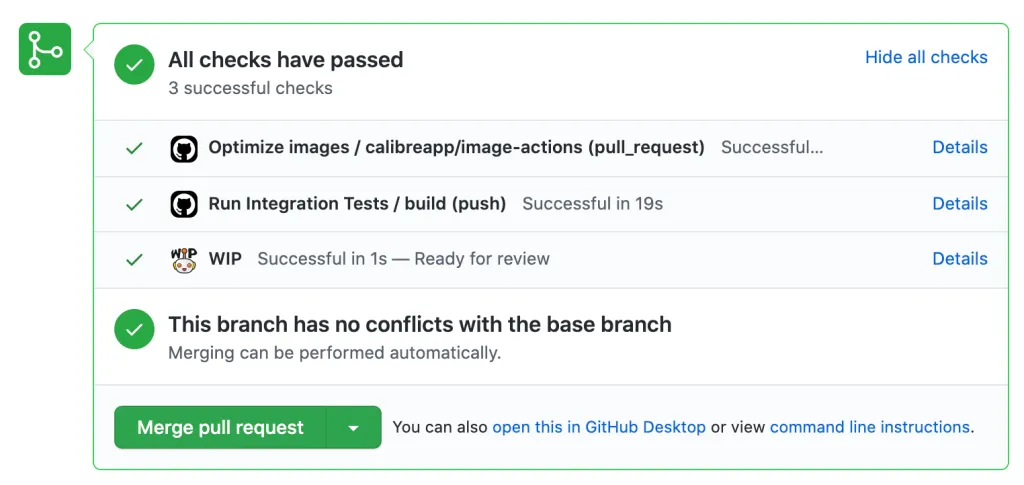 All checks have passed
Hide all checks
3 successful checks
Optimize images / calibreapp/image-actions (pull_request) Successful... Details
Run Integration Tests / build (push) Successful in 19s Details
WIP WIP Successful in 1s — Ready for review Details
This branch has no conflicts with the base branch
Merging can be performed automatically.
Merge pull request You can also open this in GitHub Desktop or view command line instructions.